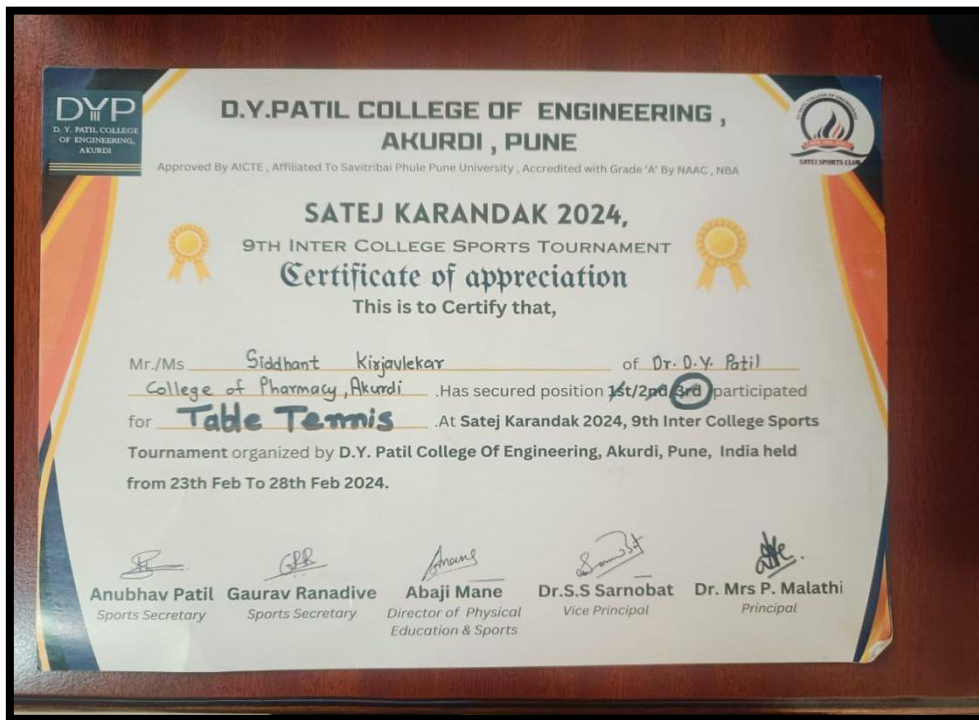 DYP
D. Y. PATIL COLLEGE
OF ENGINEERING,
AKURDI
D.Y.PATIL COLLEGE OF ENGINEERING ,
AKURDI , PUNE
SATEJ SPORTS CLUB
Approved By AICTE , Affiliated To Savitribai Phule Pune University , Accredited with Grade 'A' By NAAC , NBA
SATEJ KARANDAK 2024,
9TH INTER COLLEGE SPORTS TOURNAMENT
Certificate of appreciation
This is to Certify that,
Mr./Ms Siddhant Kirjavlekar of Dr. D.Y. Patil
College of Pharmacy, Akurdi .Has secured position 1st/2nd/3rd participated
for Table Tennis .At Satej Karandak 2024, 9th Inter College Sports
Tournament organized by D.Y. Patil College Of Engineering, Akurdi, Pune, India held
from 23th Feb To 28th Feb 2024.
Anubhav Patil Gaurav Ranadive Abaji Mane Dr.S.S Sarnobat Dr. Mrs P. Malathi
Sports Secretary Sports Secretary Director of Physical Vice Principal Principal
Education & Sports